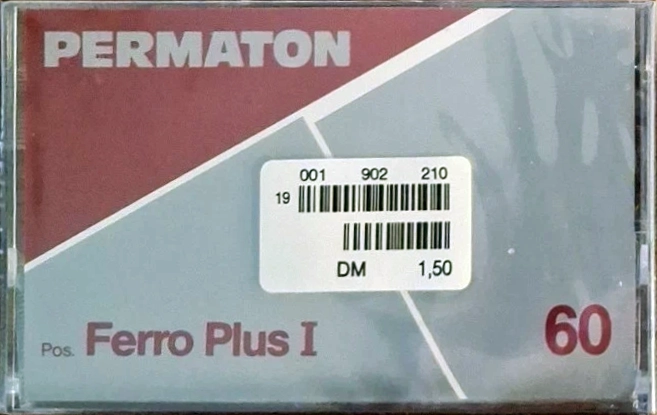 PERMATON
001 902 210
19
DM 1,50
Pos. Ferro Plus I
60